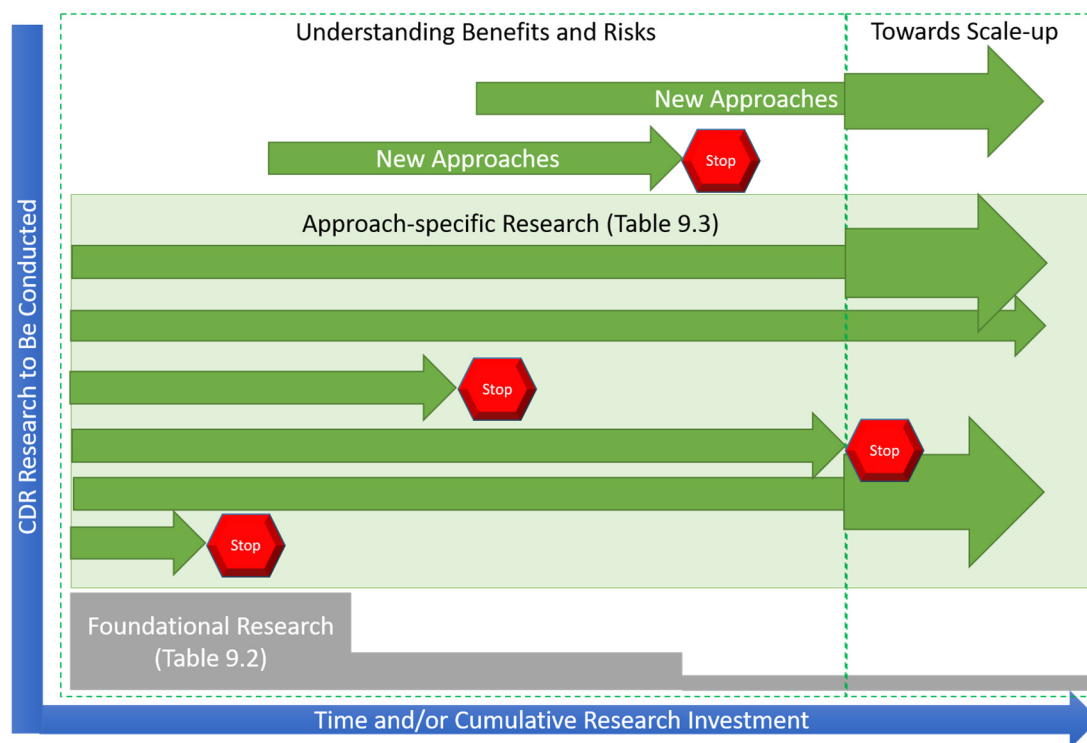 Understanding Benefits and Risks
Towards Scale-up
New Approaches
New Approaches
Stop
Approach-specific Research (Table 9.3)
Stop
Stop
Stop
Foundational Research
(Table 9.2)
CDR Research to Be Conducted
Time and/or Cumulative Research Investment